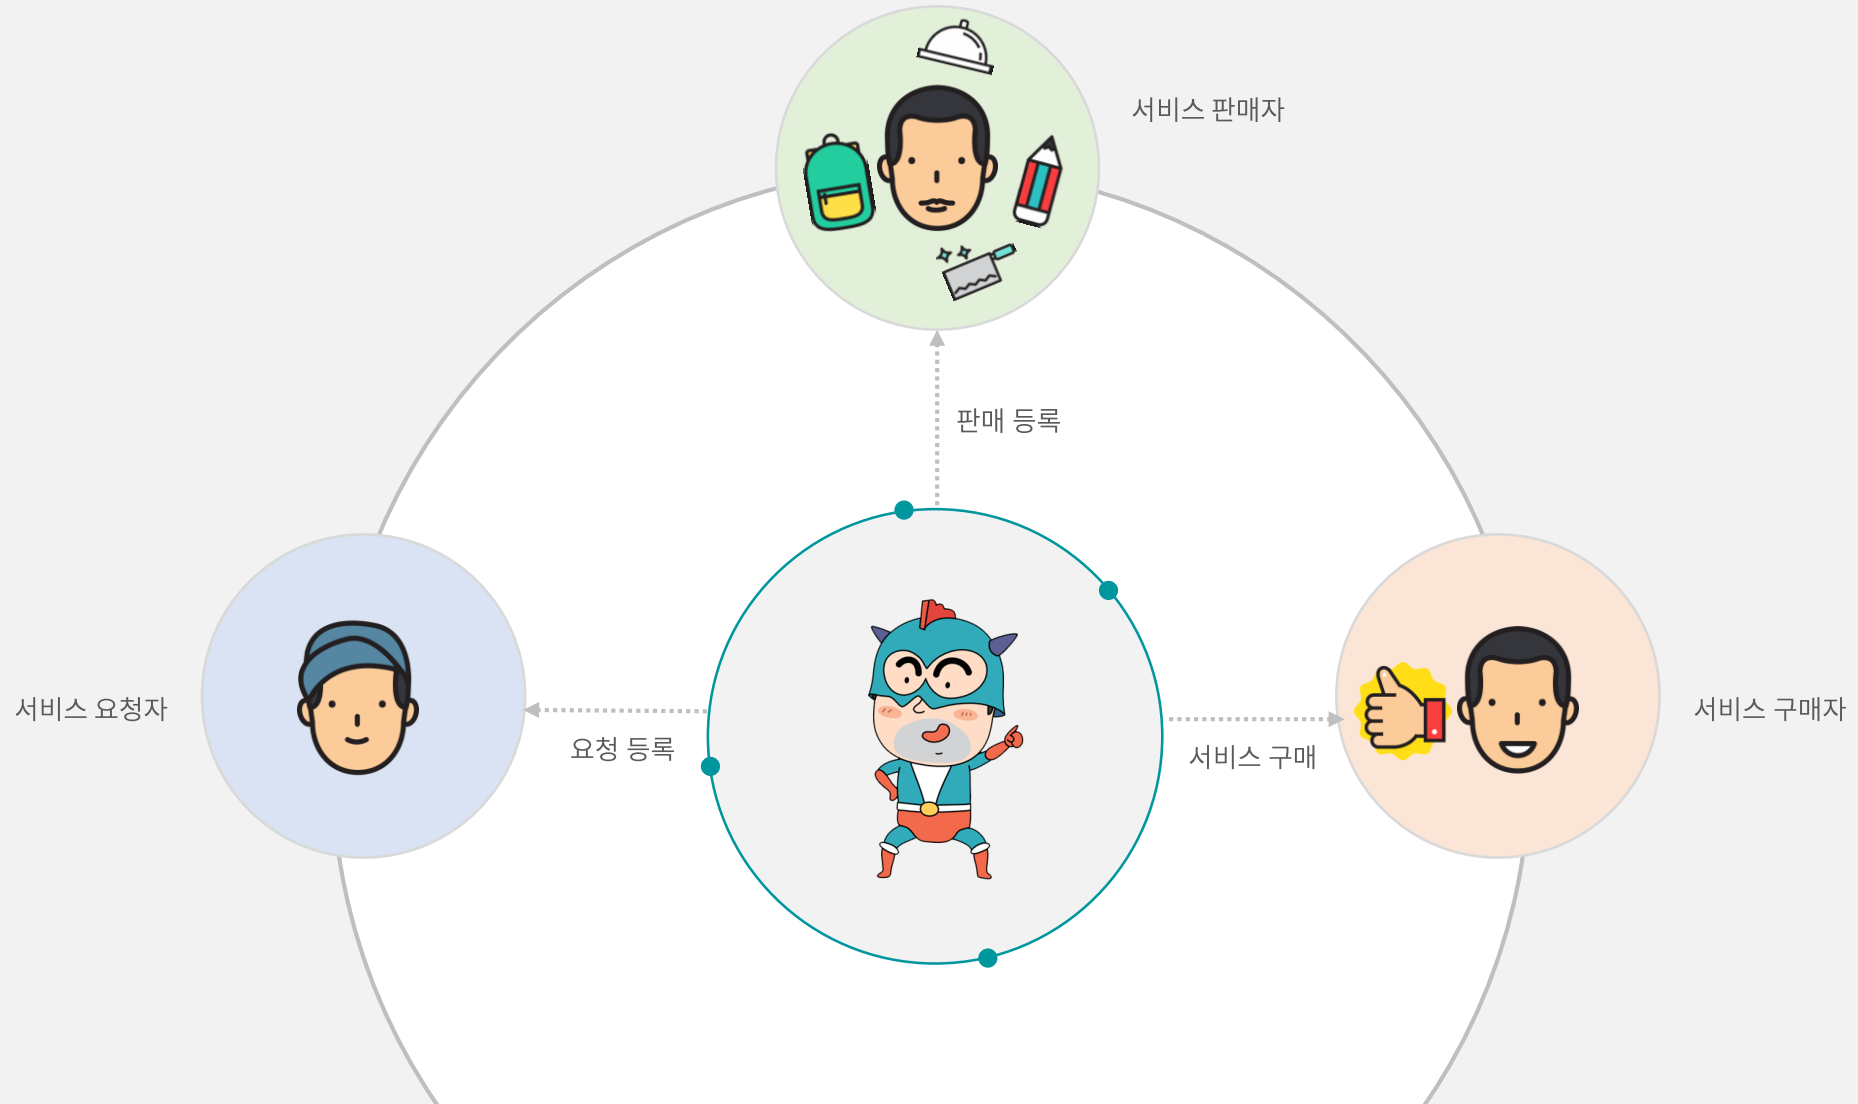 서비스 판매자
판매 등록
서비스 요청자
요청 등록
서비스 구매
서비스 구매자